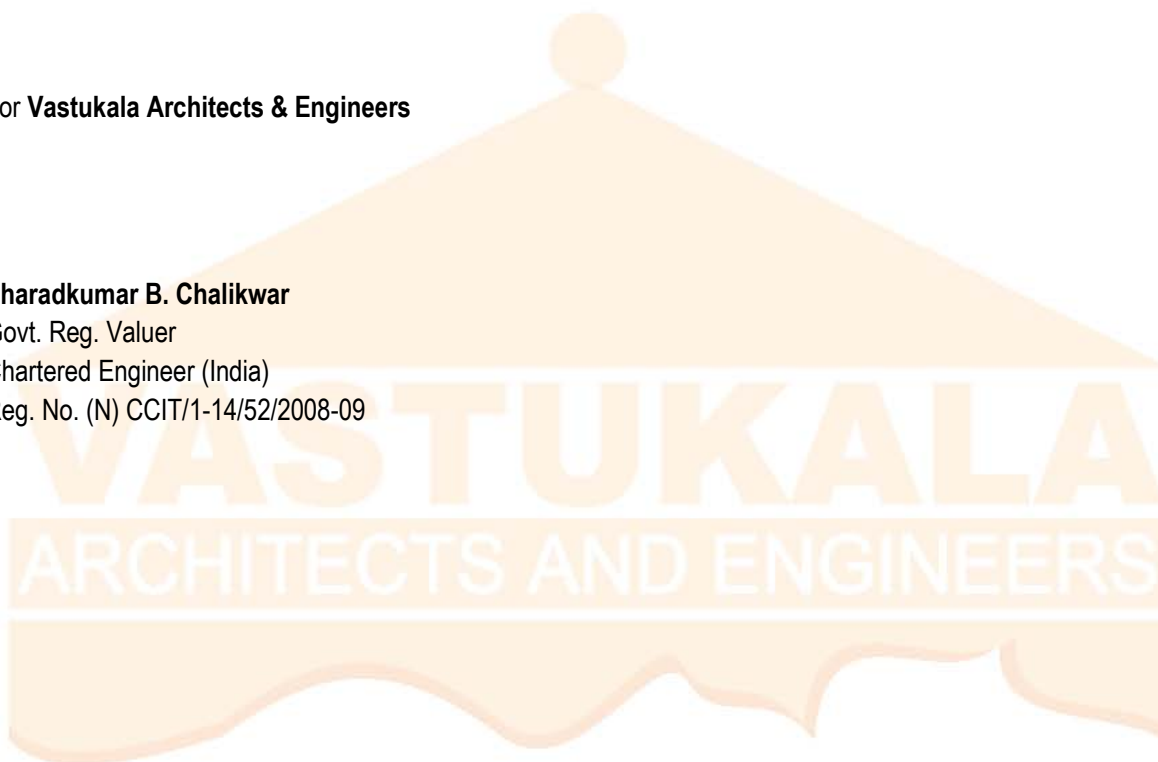 or Vastukala Architects & Engineers
haradkumar B. Chalikwar
ovt. Reg. Valuer
hartered Engineer (India)
eg. No. (N) CCIT/1-14/52/2008-09
VASTUKALA
ARCHITECTS AND ENGINEERS